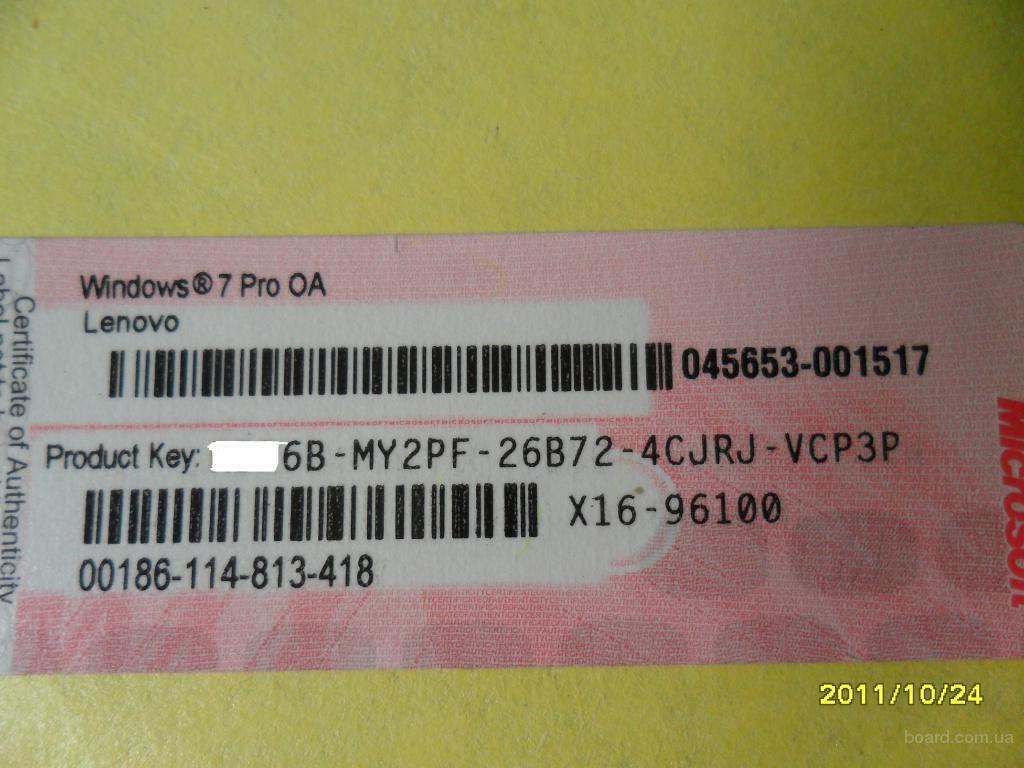 Windows® 7 Pro OA
Lenovo
045653-001517
Product Key: 6B-MY2PF-26B72-4CJRJ-VCP3P
X16-96100
00186-114-813-418
Certificate of Authenticity
MICROSOFT
2011/10/24
board.com.ua